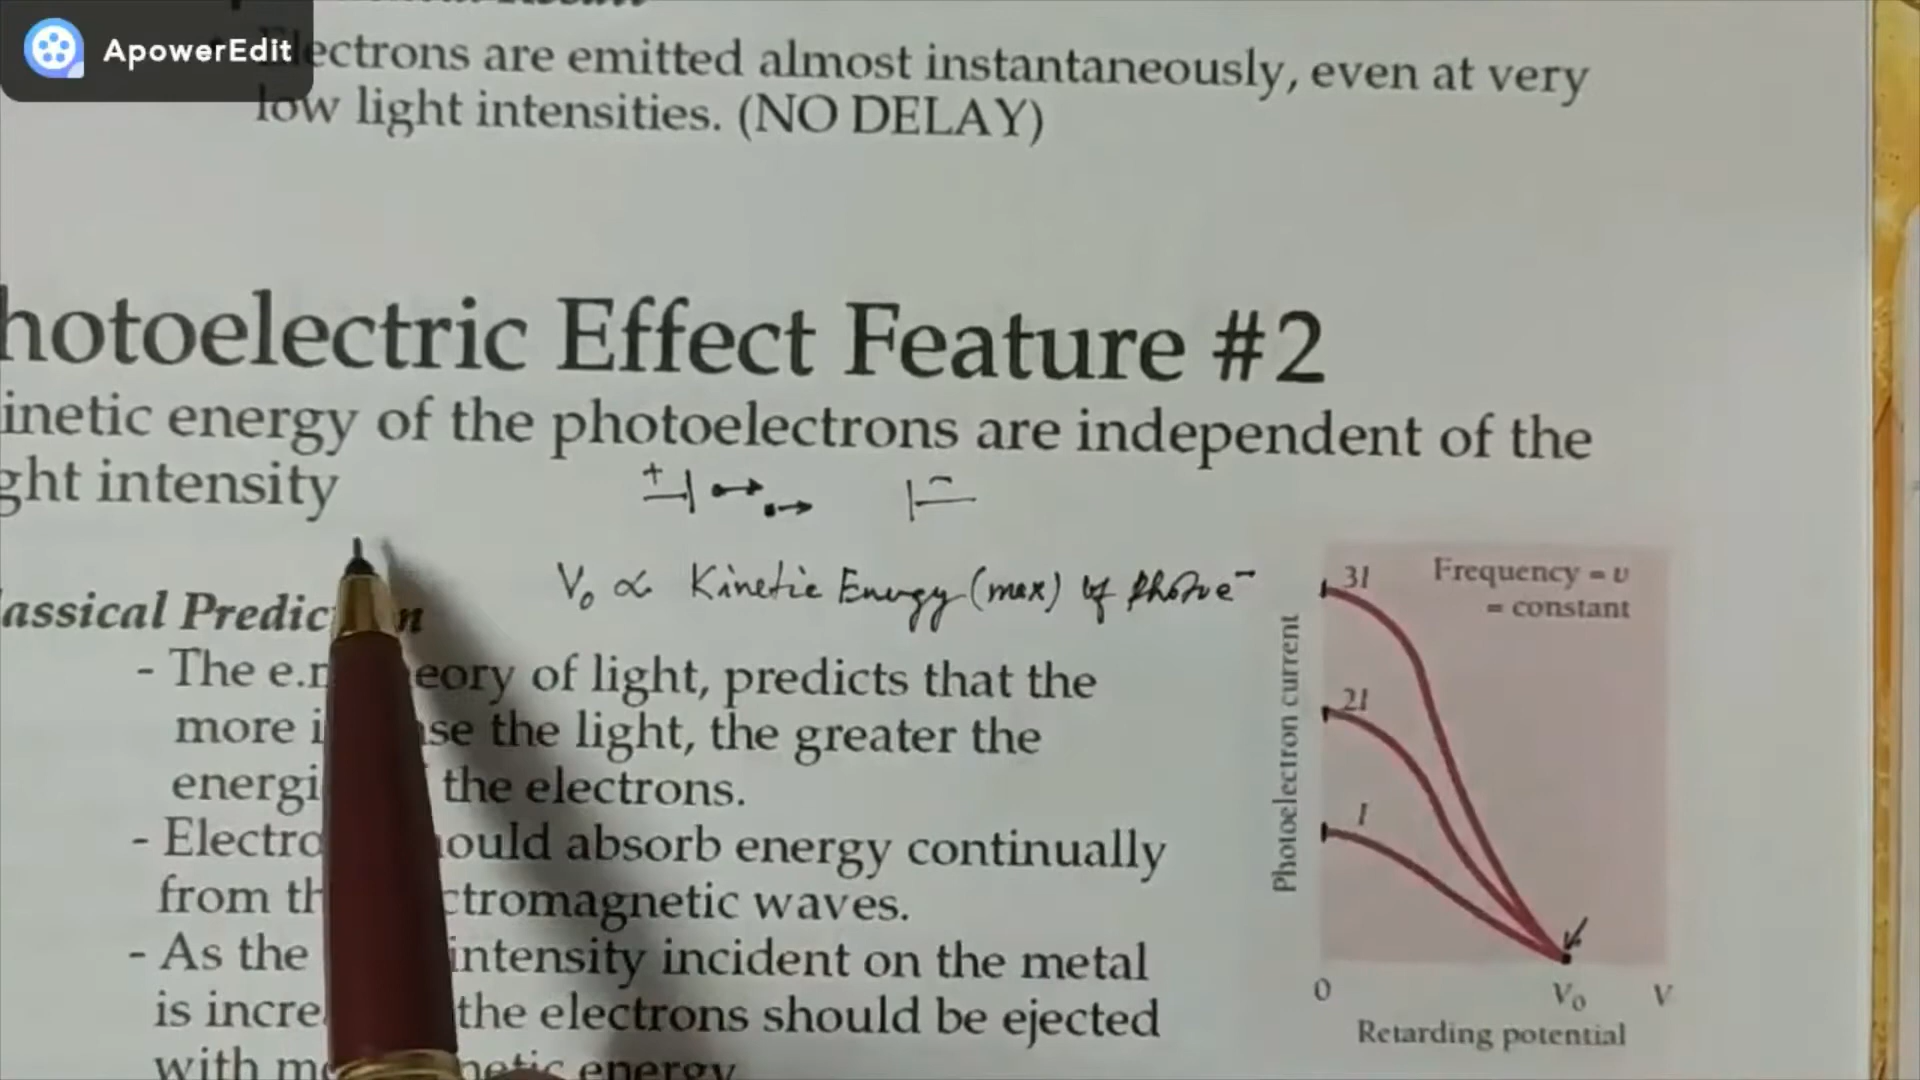 ApowerEdit
Electrons are emitted almost instantaneously, even at very
low light intensities. (NO DELAY)
hotoelectric Effect Feature #2
inetic energy of the photoelectrons are independent of the
ght intensity
+ -
V₀ ∝ Kinetic Energy (max) of photoe⁻
assical Predic n
- The e.m eory of light, predicts that the
more i se the light, the greater the
energi the electrons.
- Electro ould absorb energy continually
from th ctromagnetic waves.
- As the intensity incident on the metal
is incre the electrons should be ejected
with m netic energy
3I
Frequency = υ
= constant
2I
I
Photoelectron current
0
V₀
V
Retarding potential